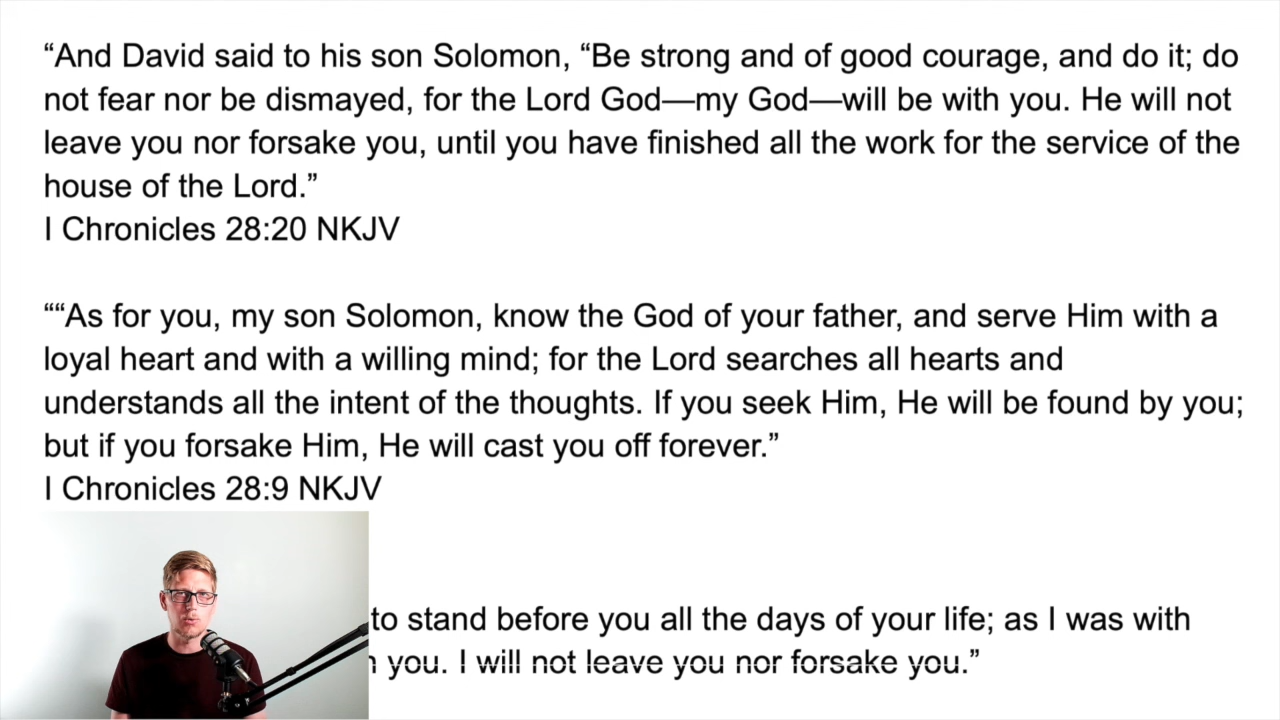 “And David said to his son Solomon, “Be strong and of good courage, and do it; do
not fear nor be dismayed, for the Lord God—my God—will be with you. He will not
leave you nor forsake you, until you have finished all the work for the service of the
house of the Lord.”
I Chronicles 28:20 NKJV
““As for you, my son Solomon, know the God of your father, and serve Him with a
loyal heart and with a willing mind; for the Lord searches all hearts and
understands all the intent of the thoughts. If you seek Him, He will be found by you;
but if you forsake Him, He will cast you off forever.”
I Chronicles 28:9 NKJV
to stand before you all the days of your life; as I was with
you. I will not leave you nor forsake you.”